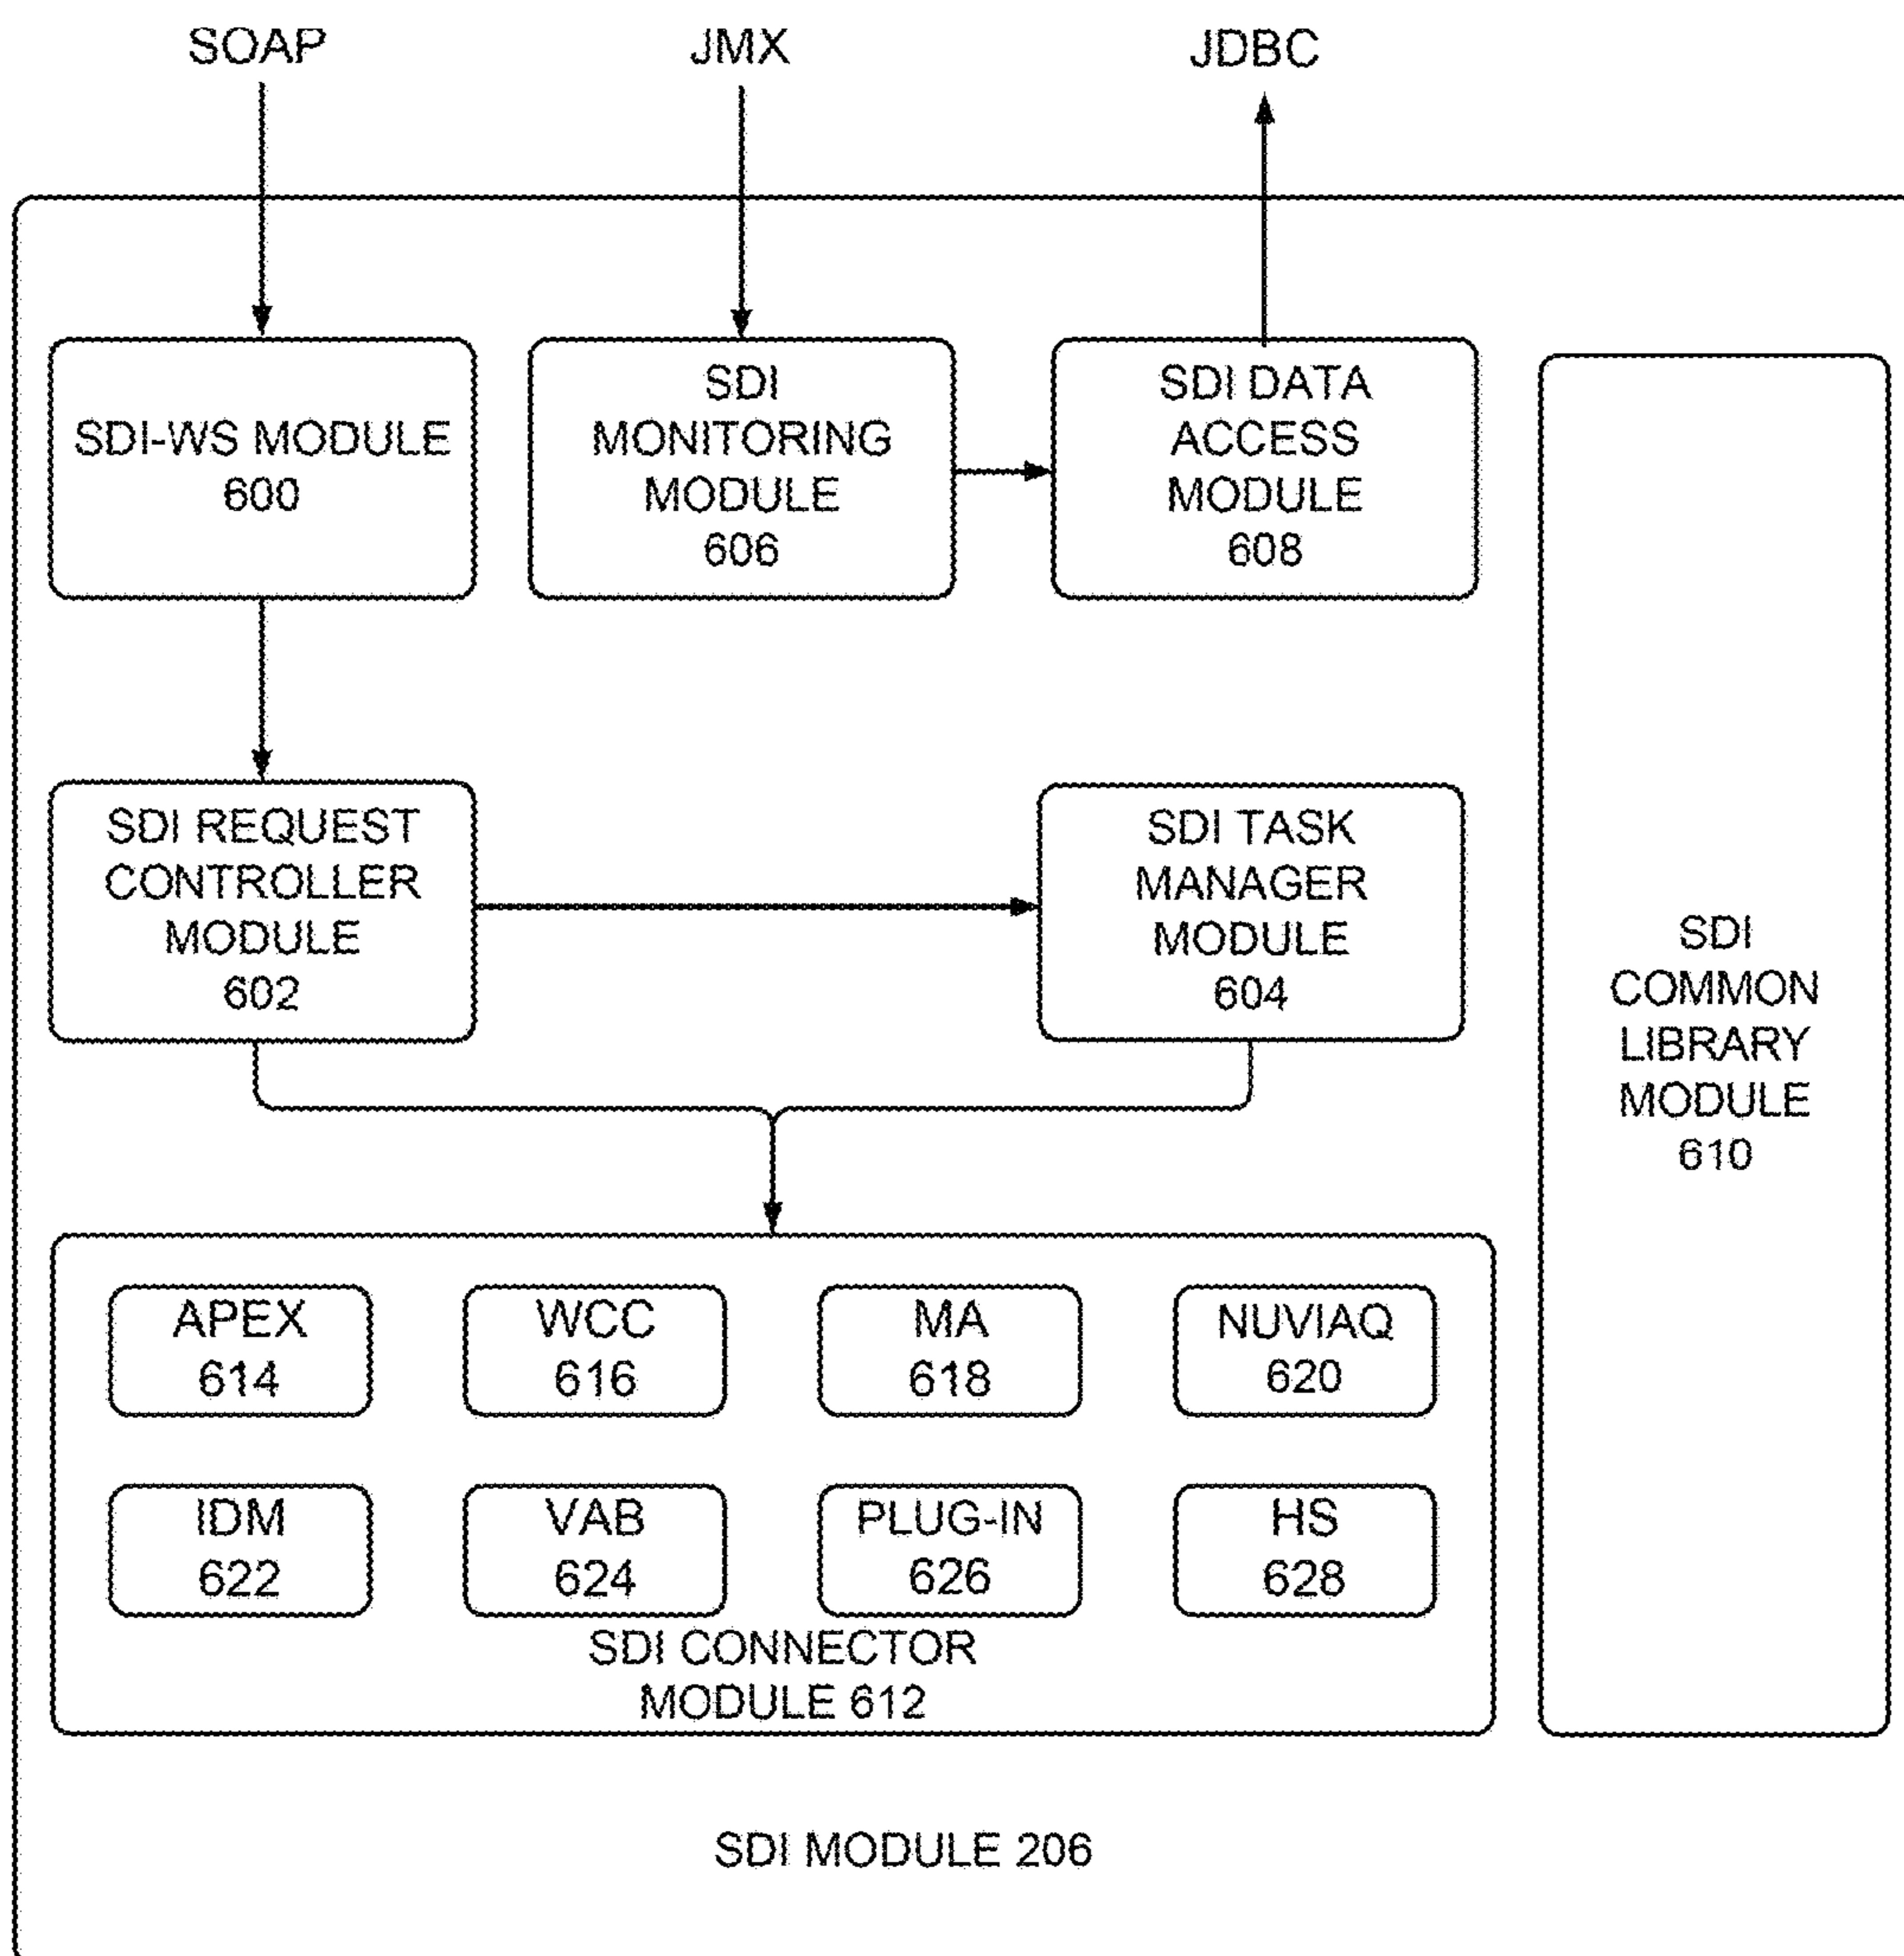 SOAP
JMX
JDBC
SDI-WS MODULE
600
SDI
MONITORING
MODULE
606
SDI DATA
ACCESS
MODULE
608
SDI REQUEST
CONTROLLER
MODULE
602
SDI TASK
MANAGER
MODULE
604
SDI
COMMON
LIBRARY
MODULE
610
APEX
614
WCC
616
MA
618
NUVIAQ
620
IDM
622
VAB
624
PLUG-IN
626
HS
628
SDI CONNECTOR
MODULE 612
SDI MODULE 206